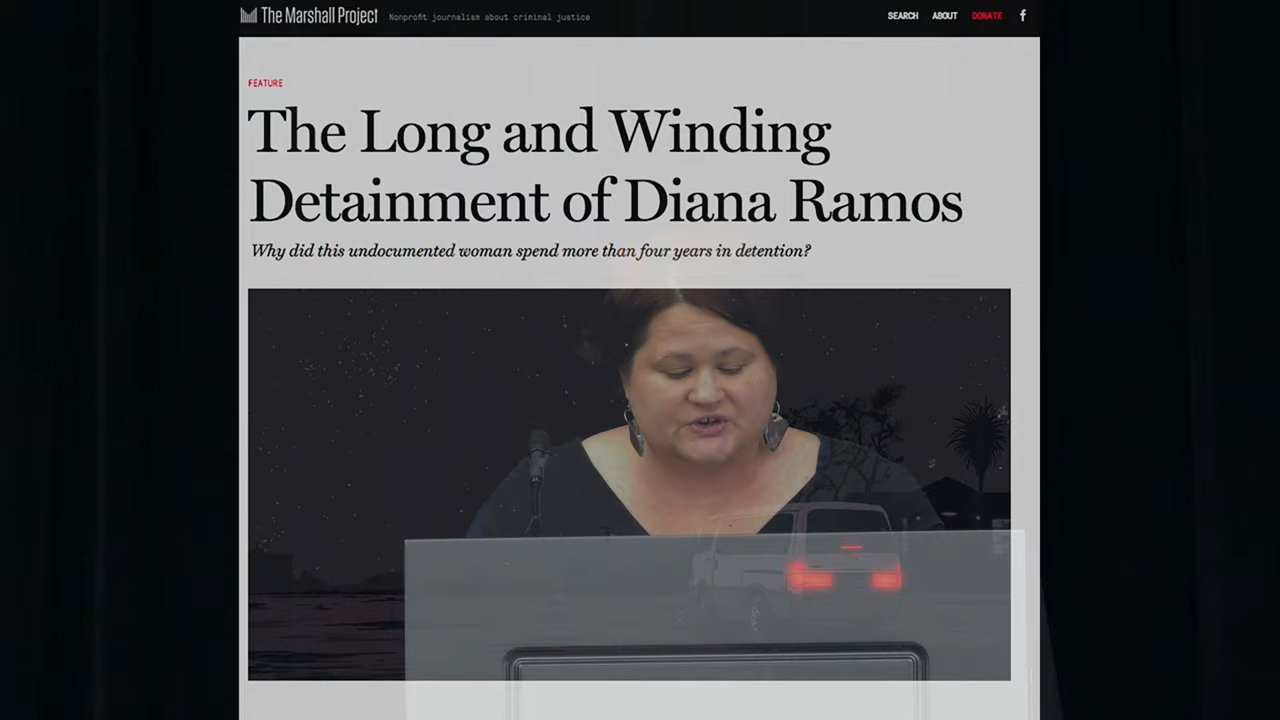 The Marshall Project Nonprofit journalism about criminal justice SEARCH ABOUT DONATE f
FEATURE
The Long and Winding
Detainment of Diana Ramos
Why did this undocumented woman spend more than four years in detention?